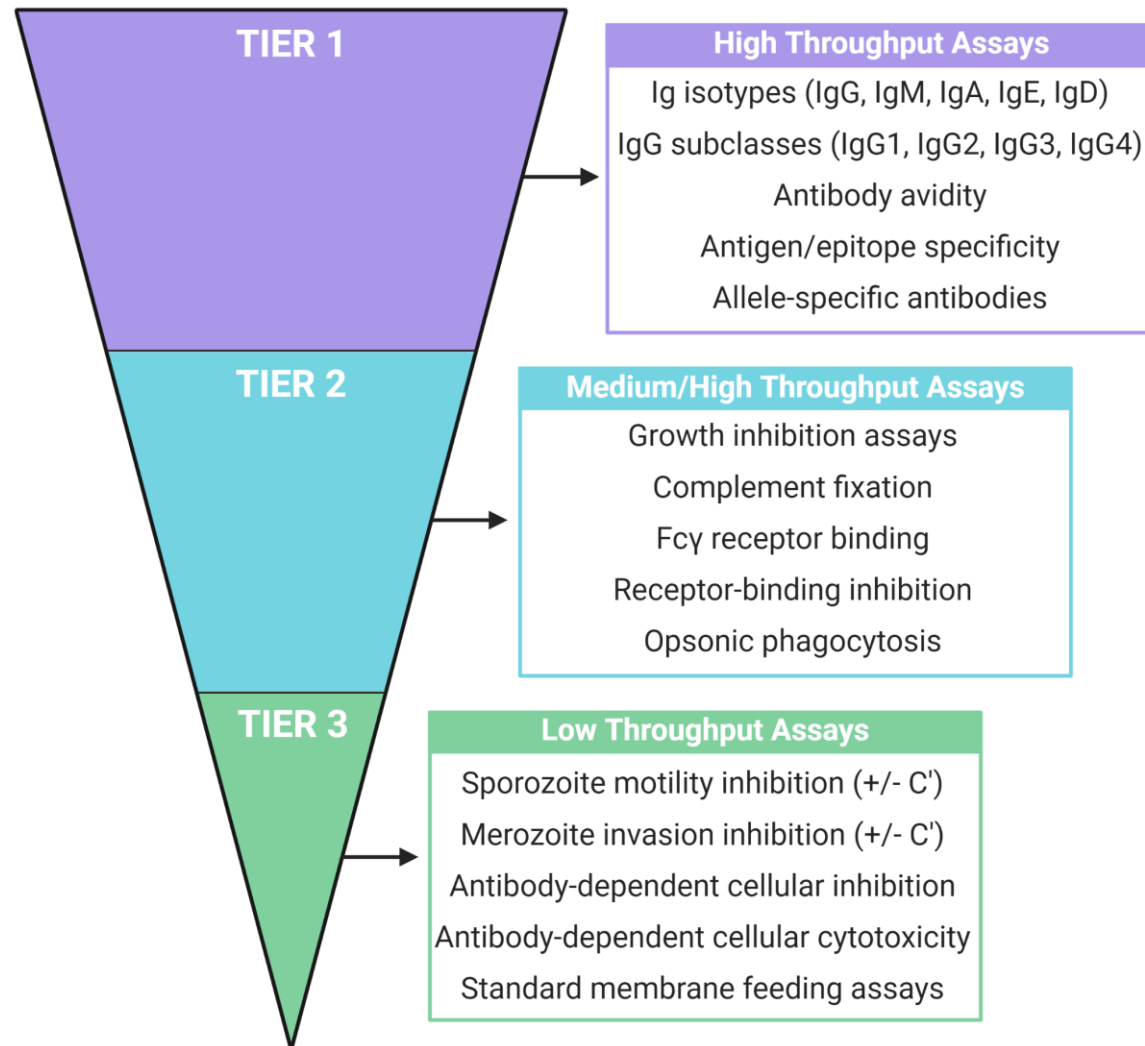 TIER 1
High Throughput Assays
Ig isotypes (IgG, IgM, IgA, IgE, IgD)
IgG subclasses (IgG1, IgG2, IgG3, IgG4)
Antibody avidity
Antigen/epitope specificity
Allele-specific antibodies
TIER 2
Medium/High Throughput Assays
Growth inhibition assays
Complement fixation
Fcγ receptor binding
Receptor-binding inhibition
Opsonic phagocytosis
TIER 3
Low Throughput Assays
Sporozoite motility inhibition (+/- C')
Merozoite invasion inhibition (+/- C')
Antibody-dependent cellular inhibition
Antibody-dependent cellular cytotoxicity
Standard membrane feeding assays